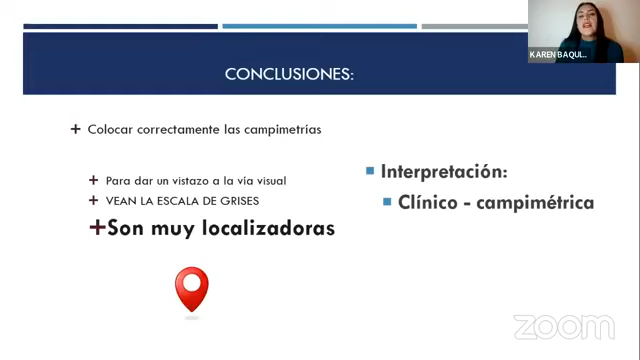 KAREN BAQUI...
CONCLUSIONES:
Colocar correctamente las campimetrías
Para dar un vistazo a la vía visual
VEAN LA ESCALA DE GRISES
Son muy localizadoras
Interpretación:
Clínico - campimétrica
zoom